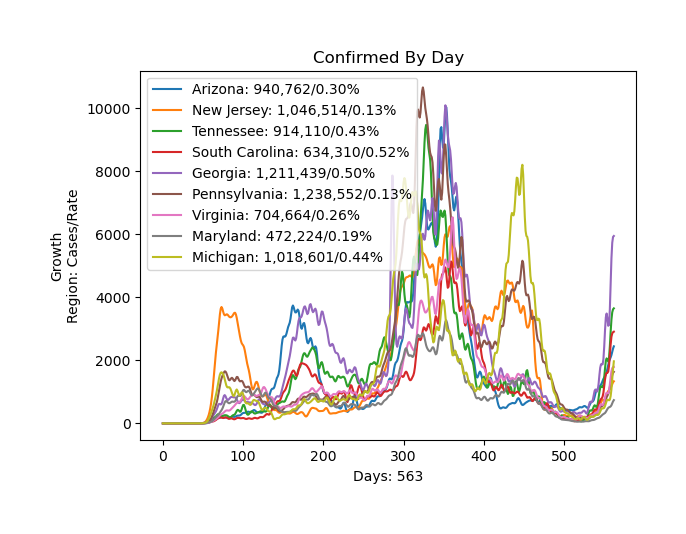 Confirmed By Day
Growth
Region: Cases/Rate
10000
8000
6000
4000
2000
0
Arizona: 940,762/0.30%
New Jersey: 1,046,514/0.13%
Tennessee: 914,110/0.43%
South Carolina: 634,310/0.52%
Georgia: 1,211,439/0.50%
Pennsylvania: 1,238,552/0.13%
Virginia: 704,664/0.26%
Maryland: 472,224/0.19%
Michigan: 1,018,601/0.44%
0 100 200 300 400 500
Days: 563